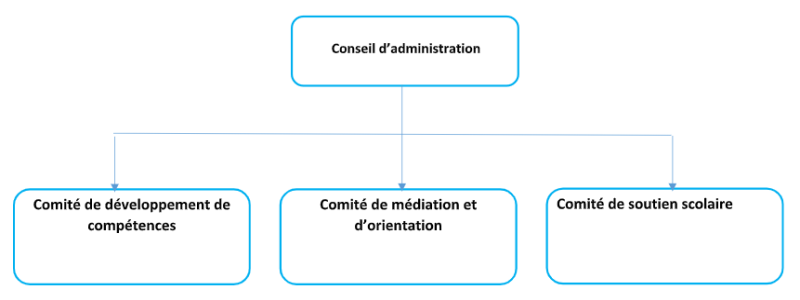 Conseil d’administration
Comité de développement de
compétences
Comité de médiation et
d’orientation
Comité de soutien scolaire